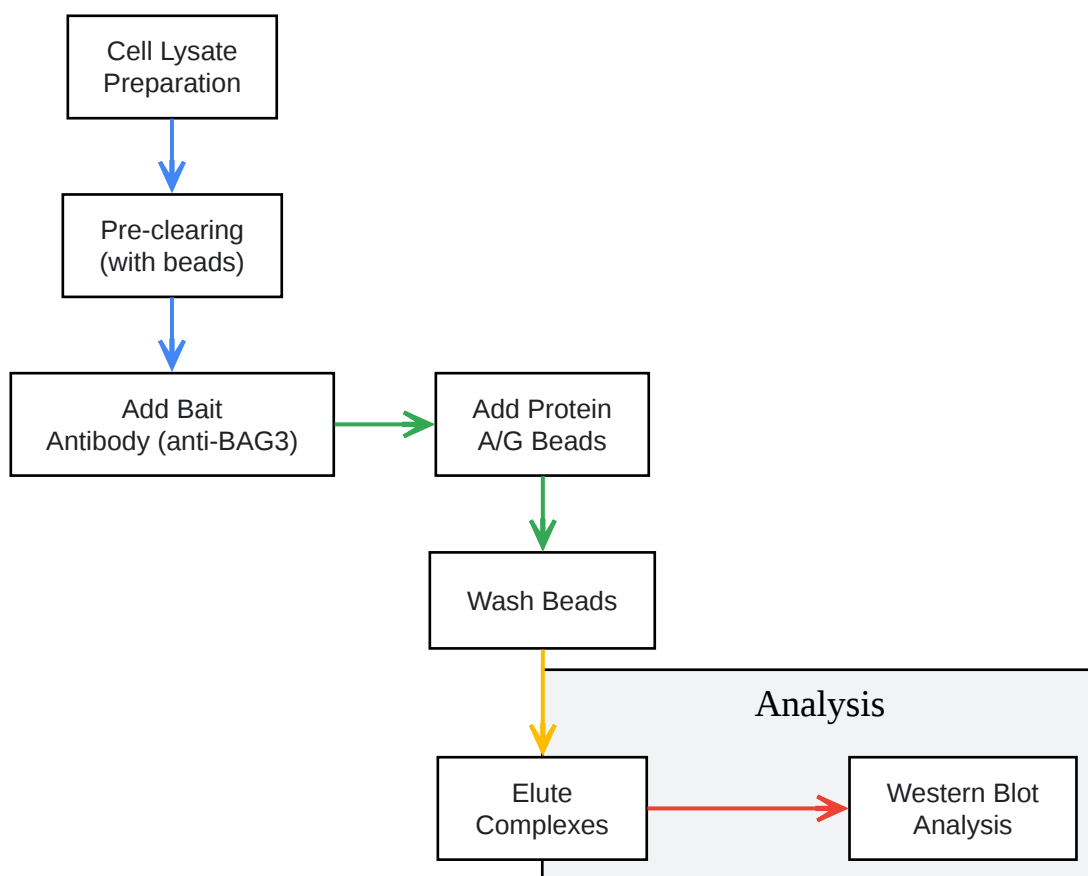 Cell Lysate
Preparation
Pre-clearing
(with beads)
Add Bait
Antibody (anti-BAG3)
Add Protein
A/G Beads
Wash Beads
Analysis
Elute
Complexes
Western Blot
Analysis